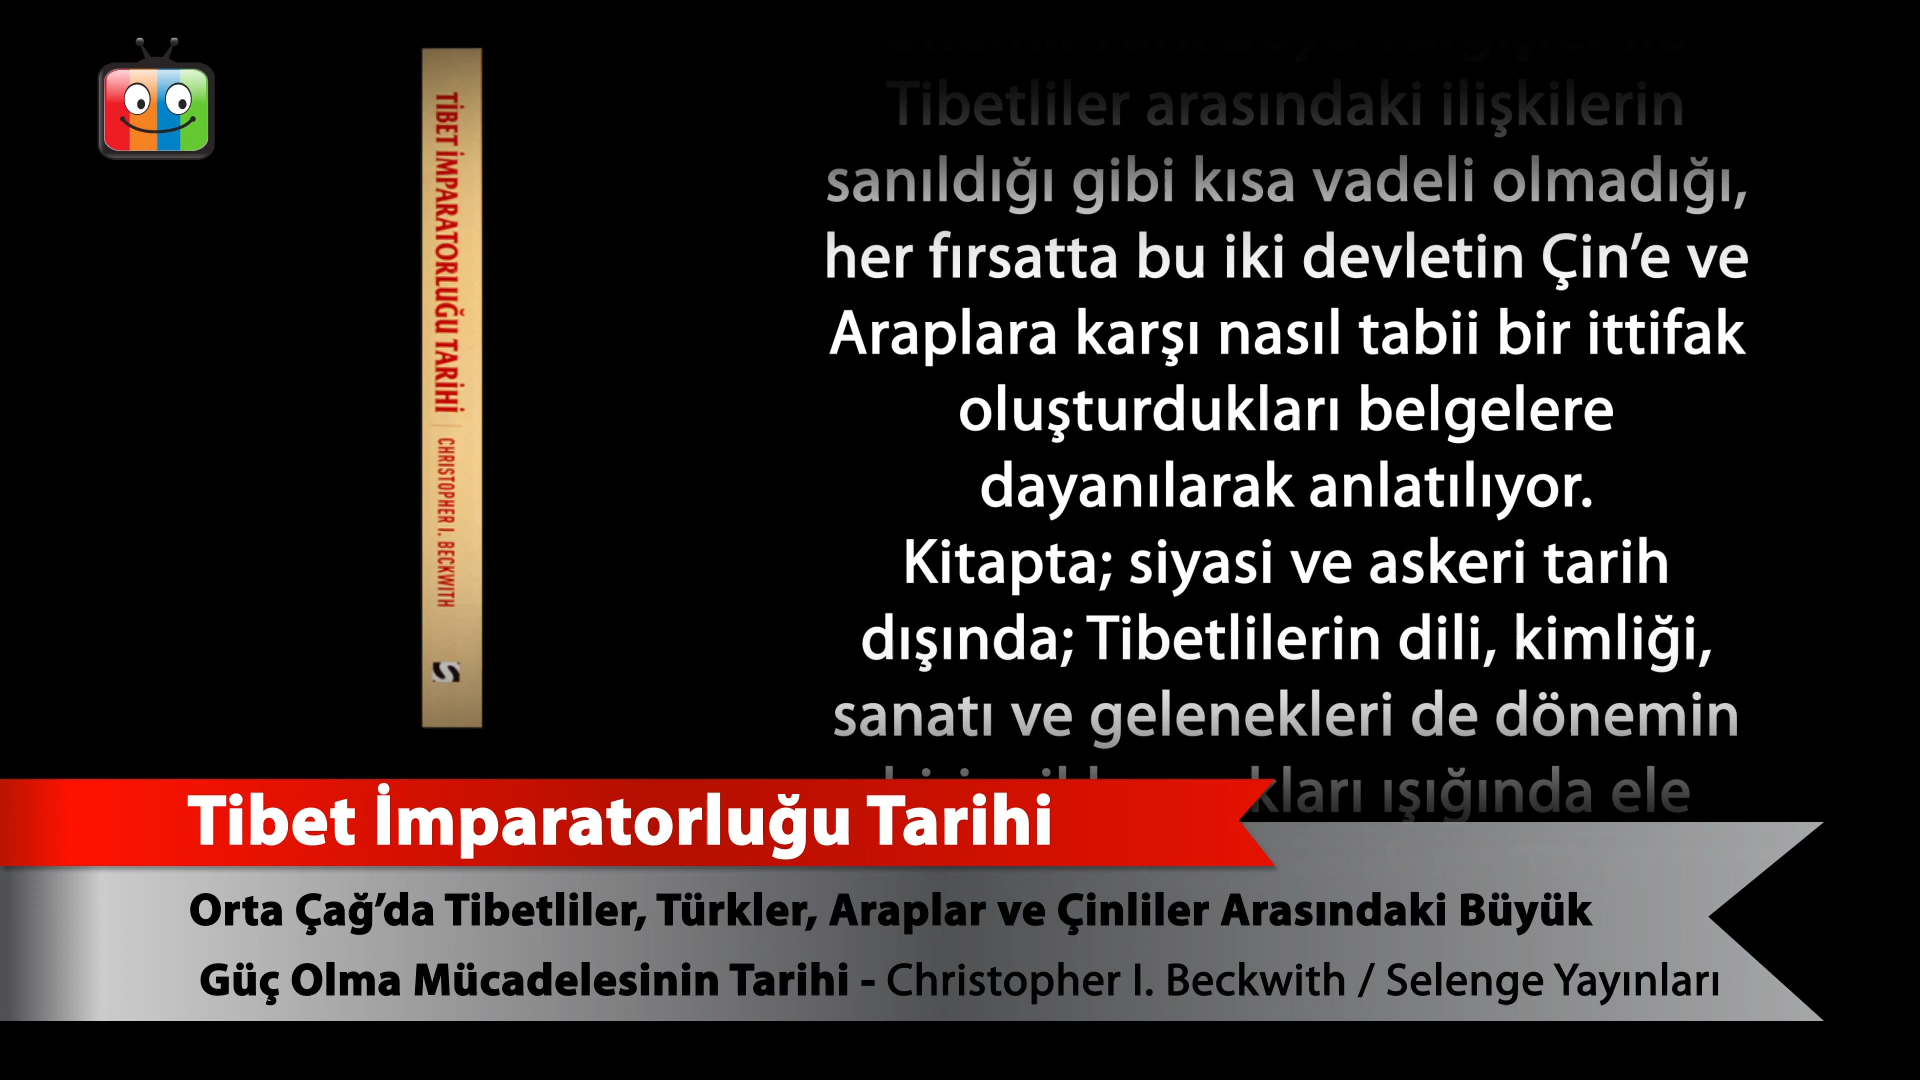 TİBET İMPARATORLUĞU TARİHİ
CHRISTOPHER I. BECKWITH
Tibetliler arasındaki ilişkilerin
sanıldığı gibi kısa vadeli olmadığı,
her fırsatta bu iki devletin Çin’e ve
Araplara karşı nasıl tabii bir ittifak
oluşturdukları belgelere
dayanılarak anlatılıyor.
Kitapta; siyasi ve askeri tarih
dışında; Tibetlilerin dili, kimliği,
sanatı ve gelenekleri de dönemin
ışığında ele
Tibet İmparatorluğu Tarihi
Orta Çağ’da Tibetliler, Türkler, Araplar ve Çinliler Arasındaki Büyük
Güç Olma Mücadelesinin Tarihi - Christopher I. Beckwith / Selenge Yayınları